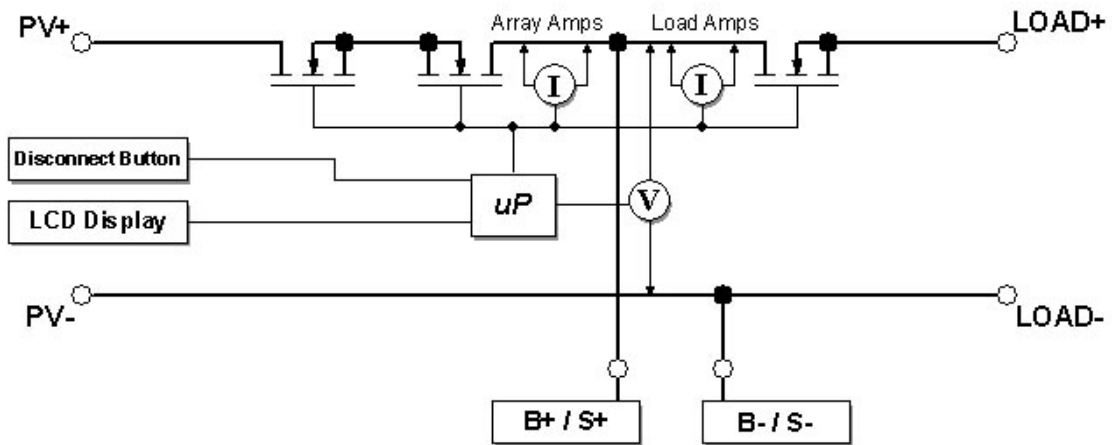 PV+
Array Amps
Load Amps
LOAD+
I
I
Disconnect Button
uP
V
LCD Display
PV-
LOAD-
B+ / S+
B- / S-